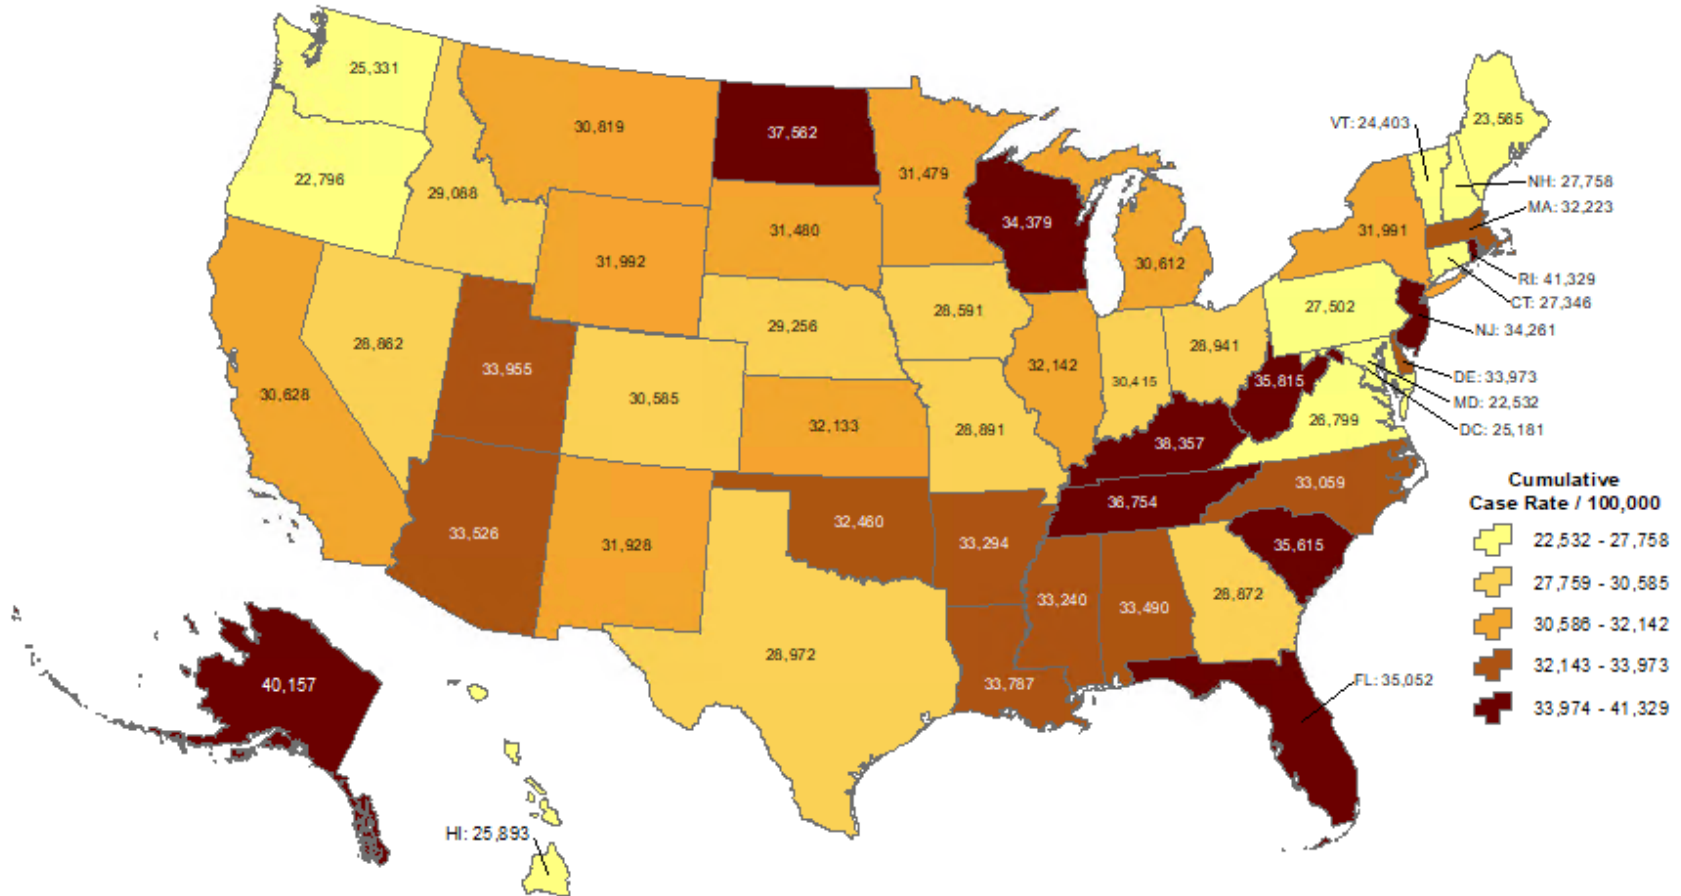 25,331
VT: 24,403
23,565
30,819
37,562
31,479
22,796
29,088
NH: 27,758
MA: 32,223
34,379
31,480
31,991
31,992
30,612
RI: 41,329
CT: 27,346
27,502
NJ: 34,261
29,256
28,591
28,862
28,941
33,955
32,142
DE: 33,973
30,415
35,815
30,628
30,585
MD: 22,532
26,799
32,133
28,891
DC: 25,181
38,357
Cumulative
Case Rate / 100,000
33,059
36,754
32,460
33,526
31,928
33,294
35,615
22,532 - 27,758
27,759 - 30,585
33,240
33,490
28,872
30,586 - 32,142
28,972
32,143 - 33,973
40,157
33,787
FL: 35,052
33,974 - 41,329
HI: 25,893